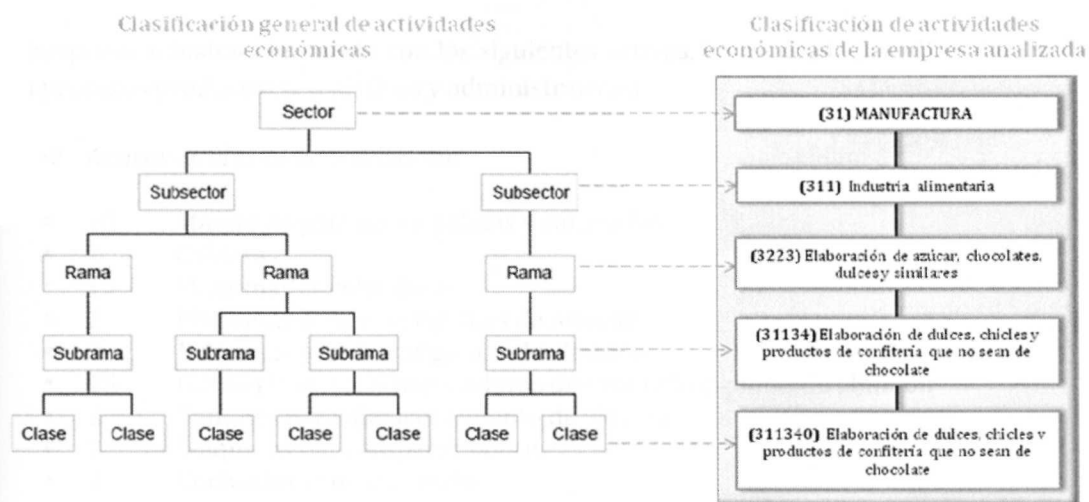 Clasificación general de actividades
económicas
Clasificación de actividades
económicas de la empresa analizada
Sector
Subsector
Subsector
Rama
Rama
Rama
Subrama
Subrama
Subrama
Subrama
Clase
Clase
Clase
Clase
Clase
Clase
Clase
(31) MANUFACTURA
(311) Industria alimentaria
(3223) Elaboración de azúcar, chocolates,
dulces y similares
(31134) Elaboración de dulces, chicles y
productos de confitería que no sean de
chocolate
(311340) Elaboración de dulces, chicles y
productos de confitería que no sean de
chocolate